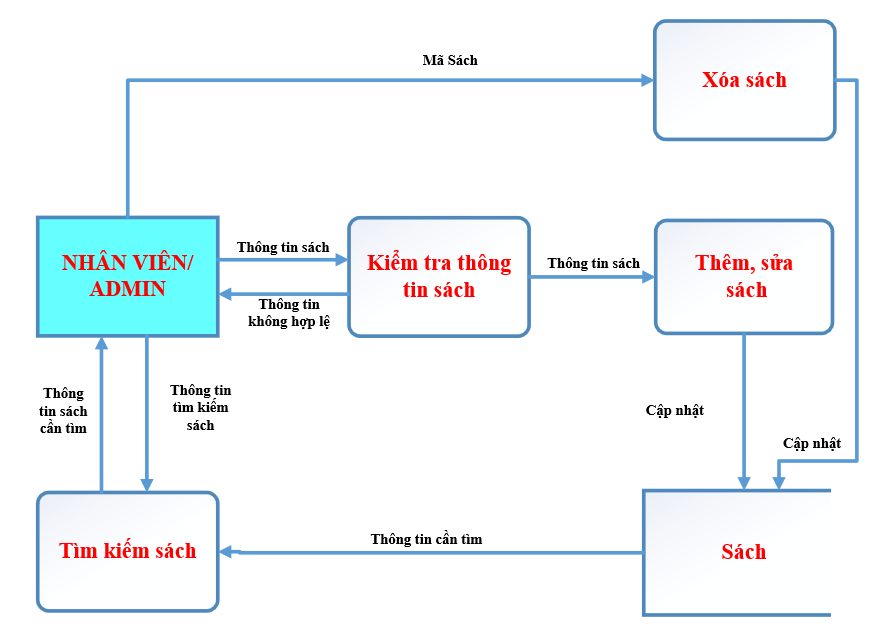 Mã Sách
Xóa sách
NHÂN VIÊN/
ADMIN
Thông tin sách
Kiểm tra thông
tin sách
Thông tin sách
Thêm, sửa
sách
Thông tin
không hợp lệ
Thông
tin sách
cần tìm
Thông tin
tìm kiếm
sách
Cập nhật
Cập nhật
Tìm kiếm sách
Thông tin cần tìm
Sách